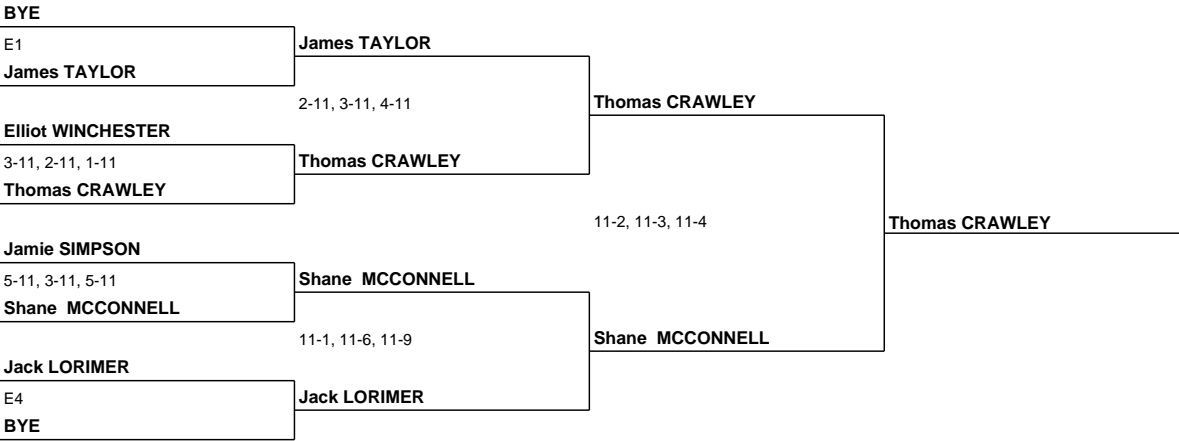 BYE
E1
James TAYLOR
James TAYLOR
2-11, 3-11, 4-11
Thomas CRAWLEY
Elliot WINCHESTER
3-11, 2-11, 1-11
Thomas CRAWLEY
Thomas CRAWLEY
11-2, 11-3, 11-4
Thomas CRAWLEY
Jamie SIMPSON
5-11, 3-11, 5-11
Shane  MCCONNELL
Shane  MCCONNELL
11-1, 11-6, 11-9
Shane  MCCONNELL
Jack LORIMER
E4
Jack LORIMER
BYE